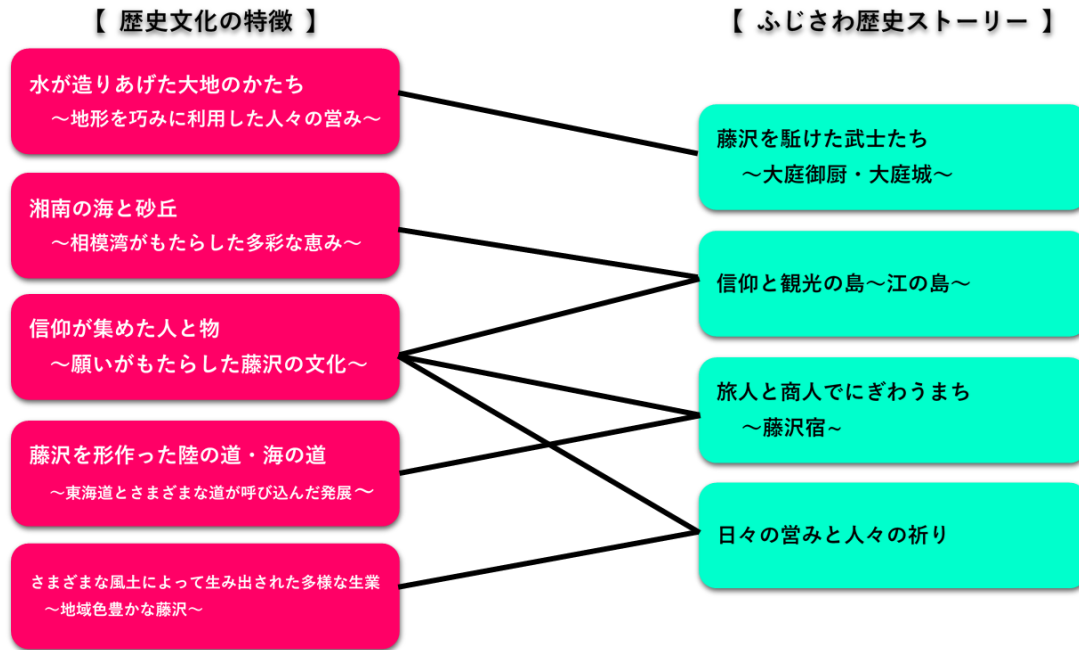 【 歴史文化の特徴 】
水が造りあげた大地のかたち
～地形を巧みに利用した人々の営み～
湘南の海と砂丘
～相模湾がもたらした多彩な恵み～
信仰が集めた人と物
～願いがもたらした藤沢の文化～
藤沢を形作った陸の道・海の道
～東海道とさまざまな道が呼び込んだ発展～
さまざまな風土によって生み出された多様な生業
～地域色豊かな藤沢～
【 ふじさわ歴史ストーリー 】
藤沢を駈けた武士たち
～大庭御厨・大庭城～
信仰と観光の島～江の島～
旅人と商人でにぎわうまち
～藤沢宿~
日々の営みと人々の祈り